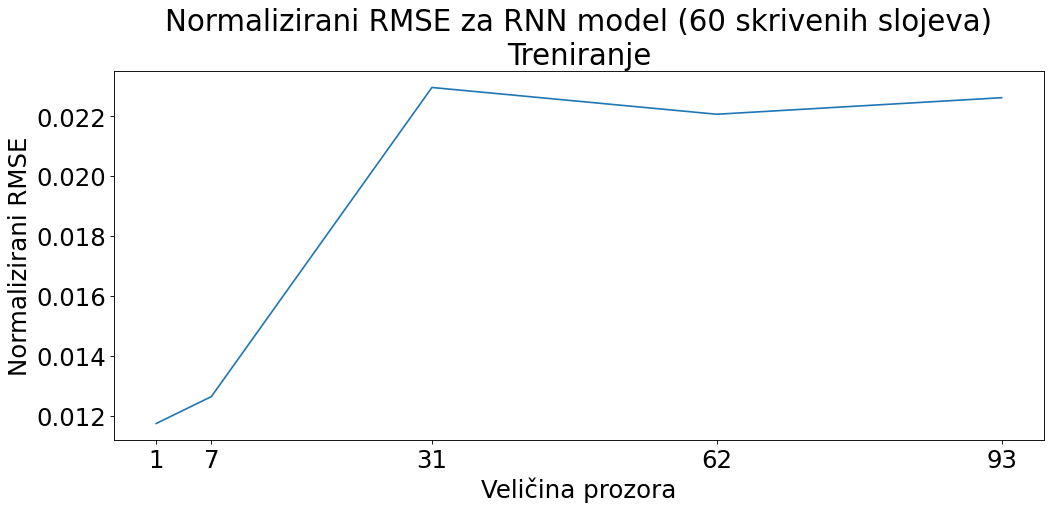 Normalizirani RMSE za RNN model (60 skrivenih slojeva)
Treniranje
Normalizirani RMSE
0.022
0.020
0.018
0.016
0.014
0.012
1 7 31 62 93
Veličina prozora